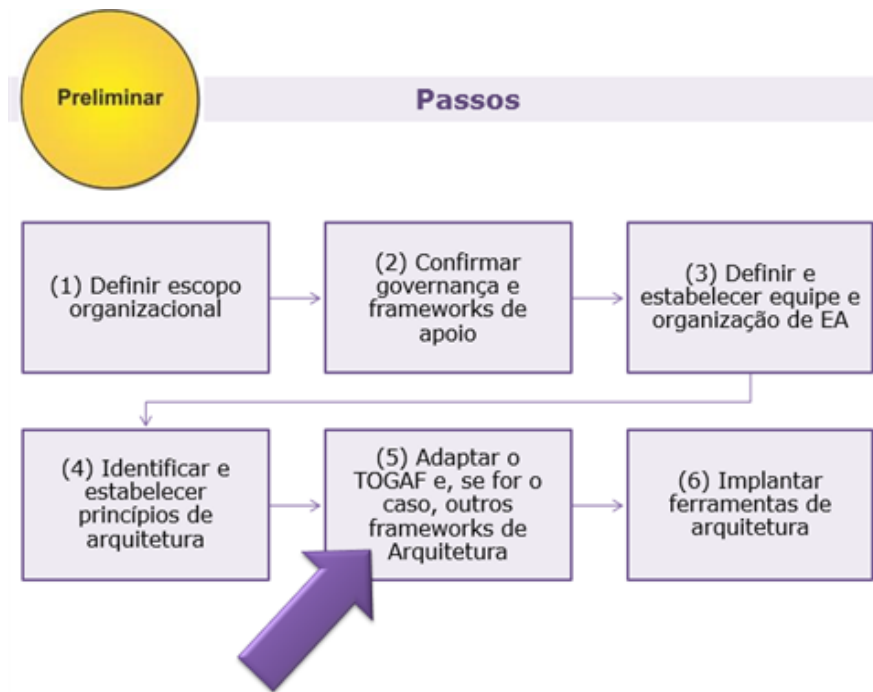 Preliminar
Passos
(1) Definir escopo
organizacional
(2) Confirmar
governança e
frameworks de
apoio
(3) Definir e
estabelecer equipe e
organização de EA
(4) Identificar e
estabelecer
princípios de
arquitetura
(5) Adaptar o
TOGAF e, se for o
caso, outros
frameworks de
Arquitetura
(6) Implantar
ferramentas de
arquitetura